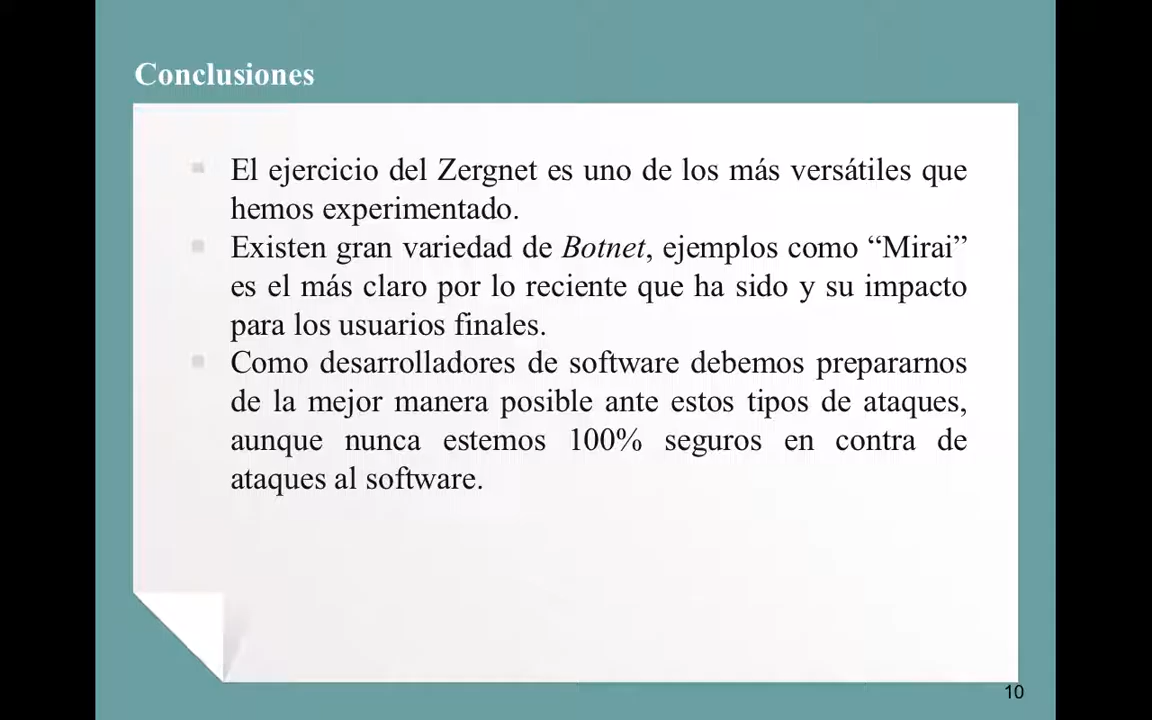 Conclusiones
El ejercicio del Zergnet es uno de los más versátiles que
hemos experimentado.
Existen gran variedad de Botnet, ejemplos como “Mirai”
es el más claro por lo reciente que ha sido y su impacto
para los usuarios finales.
Como desarrolladores de software debemos prepararnos
de la mejor manera posible ante estos tipos de ataques,
aunque nunca estemos 100% seguros en contra de
ataques al software.
10